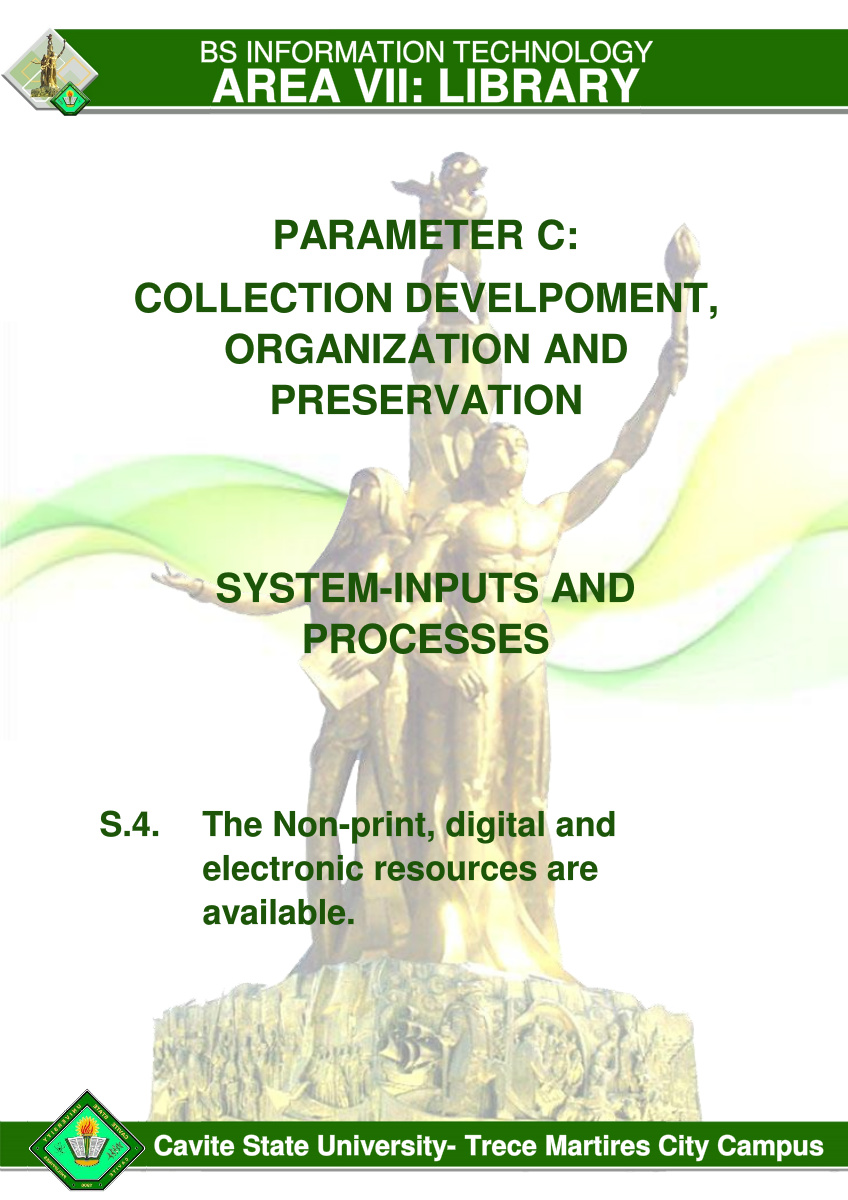 BS INFORMATION TECHNOLOGY
AREA VII: LIBRARY
PARAMETER C:
COLLECTION DEVELPOMENT,
ORGANIZATION AND
PRESERVATION
SYSTEM-INPUTS AND
PROCESSES
S.4. The Non-print, digital and
electronic resources are
available.
Cavite State University- Trece Martires City Campus